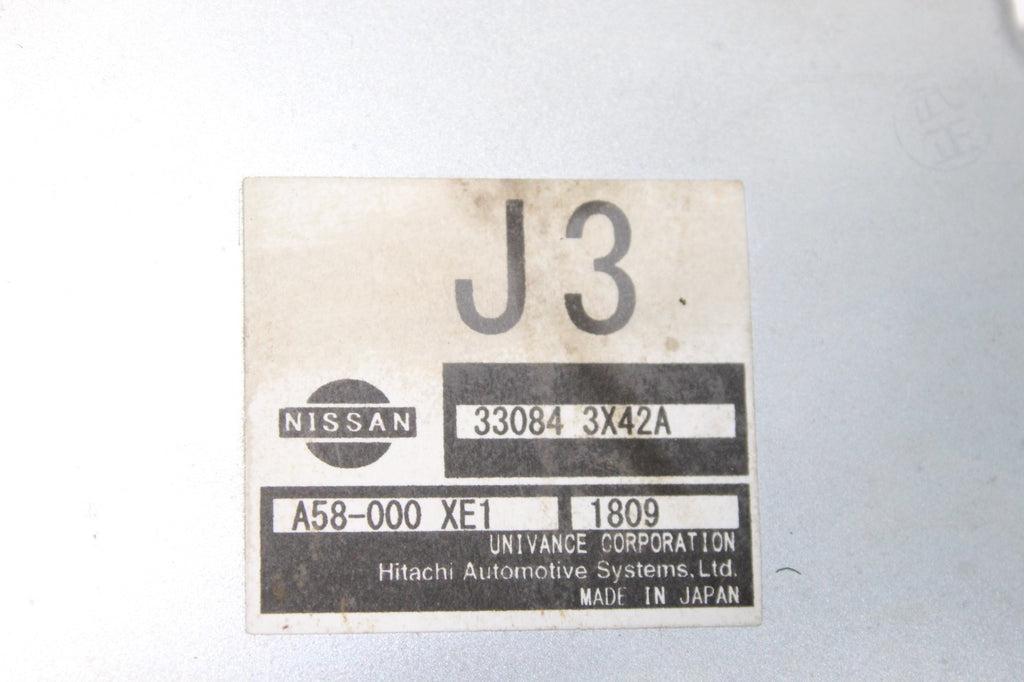 J3
NISSAN
33084 3X42A
A58-000 XE1 1809
UNIVANCE CORPORATION
Hitachi Automotive Systems, Ltd.
MADE IN JAPAN